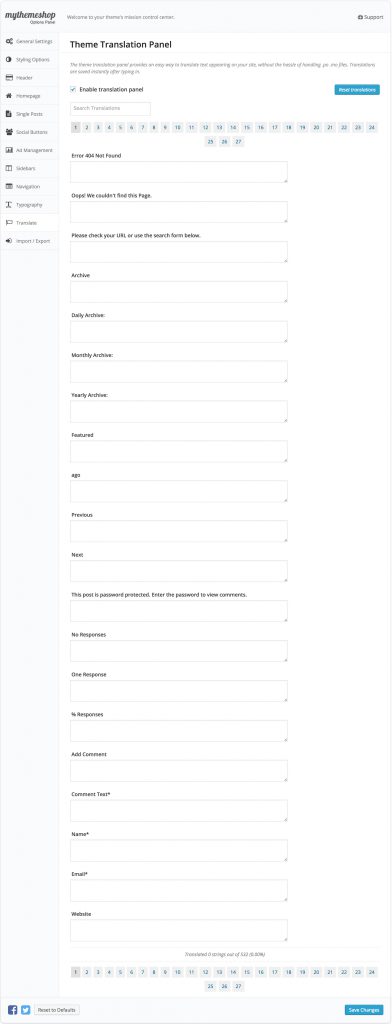 mythemeshop
Options Panel
Welcome to your theme's mission control center.
Support
General Settings
Styling Options
Header
Homepage
Single Posts
Social Buttons
Ad Management
Sidebars
Navigation
Typography
Translate
Import / Export
Theme Translation Panel
The theme translation panel provides an easy way to translate text appearing on your site, without the hassle of handling .po .mo files. Translations
are saved instantly after typing in.
Enable translation panel
Reset translations
Search Translations
1 2 3 4 5 6 7 8 9 10 11 12 13 14 15 16 17 18 19 20 21 22 23 24
25 26 27
Error 404 Not Found
Oops! We couldn't find this Page.
Please check your URL or use the search form below.
Archive
Daily Archive:
Monthly Archive:
Yearly Archive:
Featured
ago
Previous
Next
This post is password protected. Enter the password to view comments.
No Responses
One Response
% Responses
Add Comment
Comment Text*
Name*
Email*
Website
Translated 0 strings out of 532 (0.00%)
1 2 3 4 5 6 7 8 9 10 11 12 13 14 15 16 17 18 19 20 21 22 23 24
25 26 27
Reset to Defaults
Save Changes